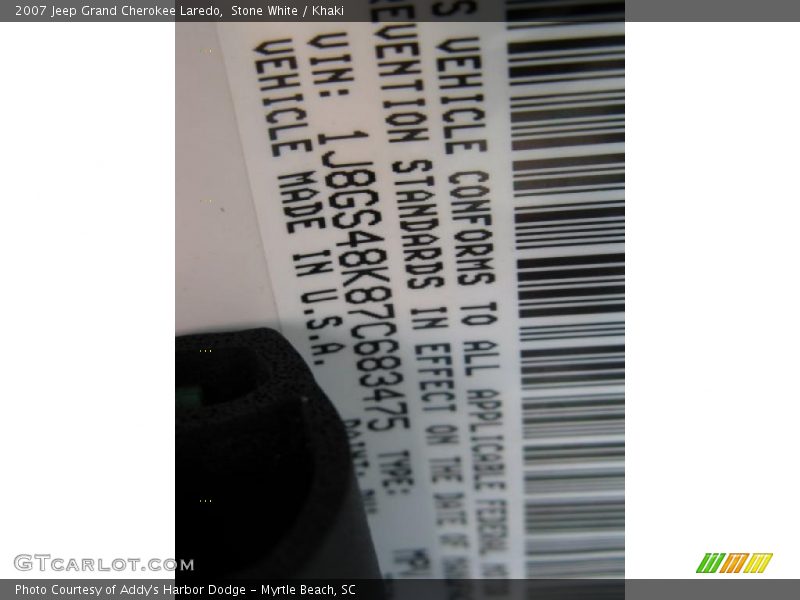 2007 Jeep Grand Cherokee Laredo, Stone White / Khaki
VEHICLE CONFORMS TO ALL APPLICABLE FEDERAL
STANDARDS IN EFFECT ON THE DATE OF
VIN: 1J8GS48K87C683475 TYPE:
VEHICLE MADE IN U.S.A.
GTcarlot.com
Photo Courtesy of Addy's Harbor Dodge - Myrtle Beach, SC